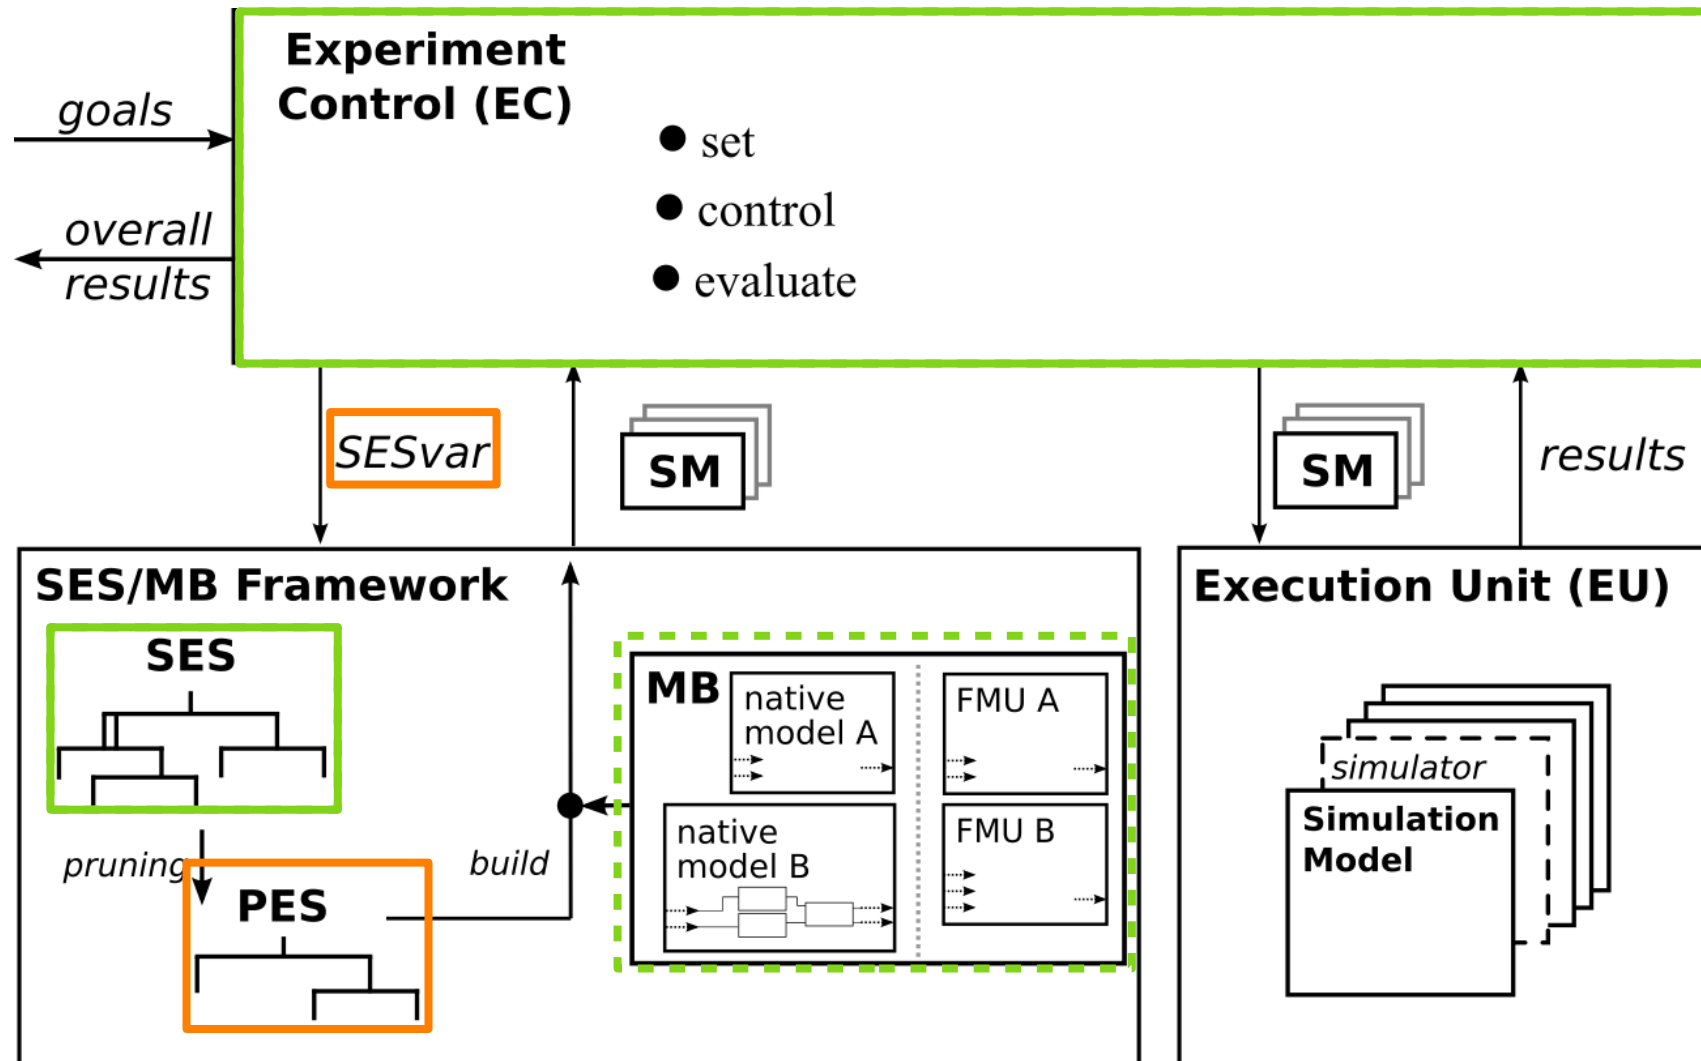 Experiment
Control (EC)
goals
set
control
overall
results
evaluate
SESvar
SM
SM
results
SES/MB Framework
Execution Unit (EU)
SES
MB
native
model A
FMU A
simulator
Simulation
Model
native
model B
FMU B
pruning
build
PES